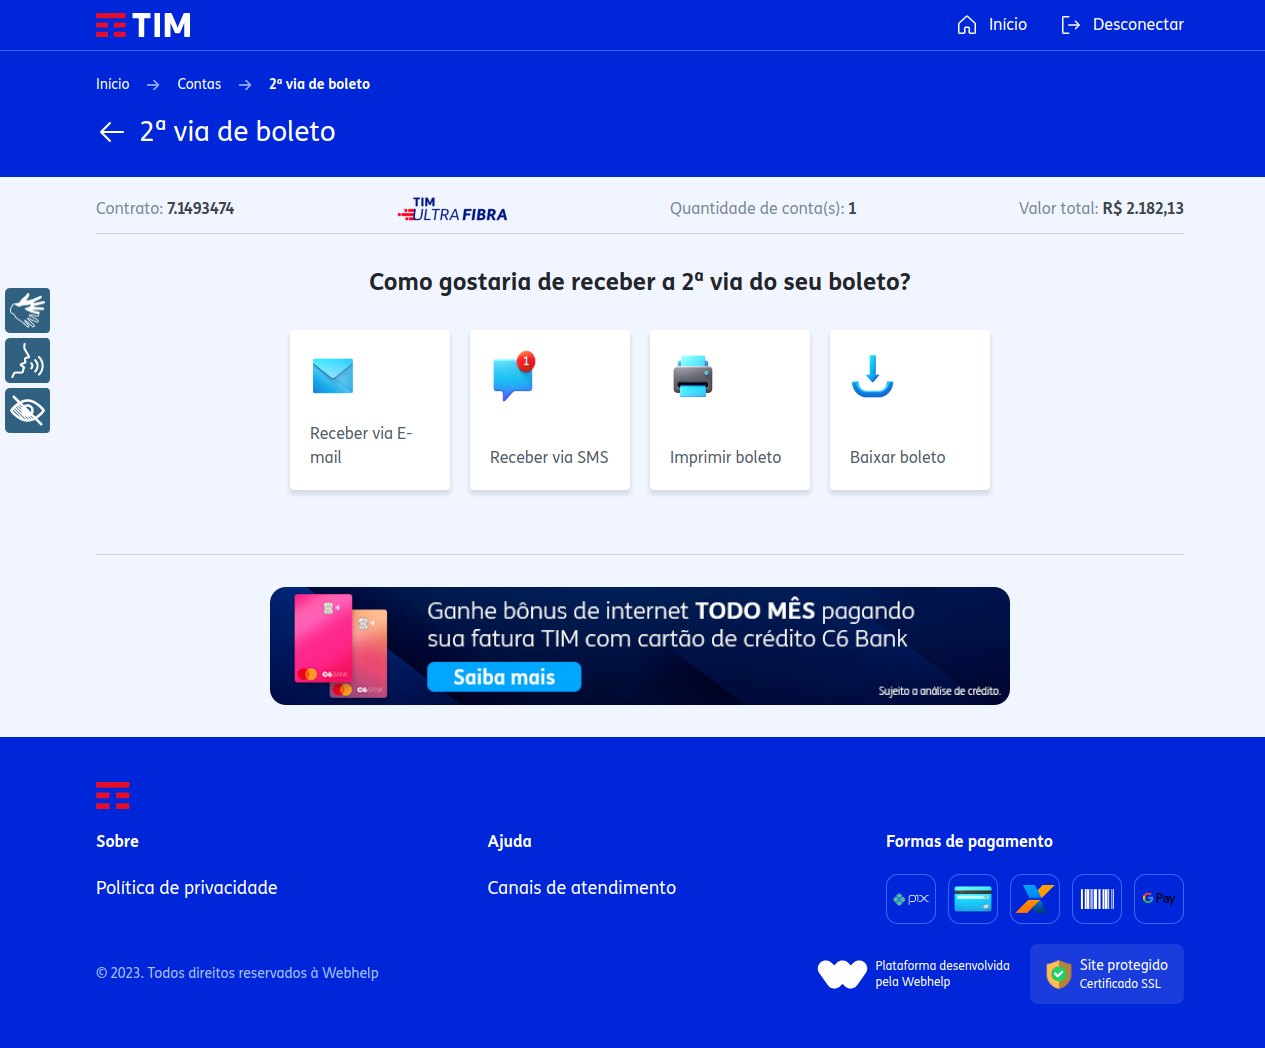 TIM
Início
Desconectar
Início
Contas
2ª via de boleto
2ª via de boleto
Contrato: 7.1493474
TIM
ULTRA FIBRA
Quantidade de conta(s): 1
Valor total: R$ 2.182,13
Como gostaria de receber a 2ª via do seu boleto?
1
Receber via E-
mail
Receber via SMS
Imprimir boleto
Baixar boleto
Ganhe bônus de internet TODO MÊS pagando
sua fatura TIM com cartão de crédito C6 Bank
Saiba mais
Sujeito a análise de crédito.
C6 BANK
C6 BANK
Sobre
Ajuda
Formas de pagamento
Política de privacidade
Canais de atendimento
pix
G Pay
© 2023. Todos direitos reservados à Webhelp
Plataforma desenvolvida
pela Webhelp
Site protegido
Certificado SSL